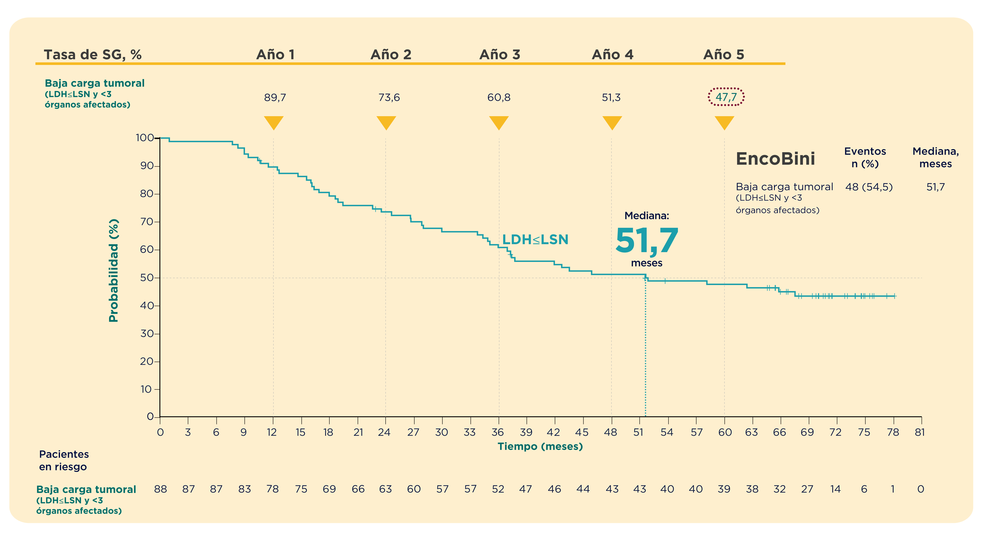 Tasa de SG, % Año 1 Año 2 Año 3 Año 4 Año 5
Baja carga tumoral
(LDH≤LSN y <3
órganos afectados)
89,7 73,6 60,8 51,3 47,7
EncoBini
Eventos
n (%)
Mediana,
meses
Baja carga tumoral 48 (54,5) 51,7
(LDH≤LSN y <3
órganos afectados)
Mediana:
51,7
meses
LDH≤LSN
Probabilidad (%)
100
90
80
70
60
50
40
30
20
10
0
0 3 6 9 12 15 18 21 24 27 30 33 36 39 42 45 48 51 54 57 60 63 66 69 72 75 78 81
Tiempo (meses)
Pacientes
en riesgo
Baja carga tumoral 88 87 87 83 78 75 69 66 63 60 57 57 52 47 46 44 43 43 40 40 39 38 32 27 14 6 1 0
(LDH≤LSN y <3
órganos afectados)